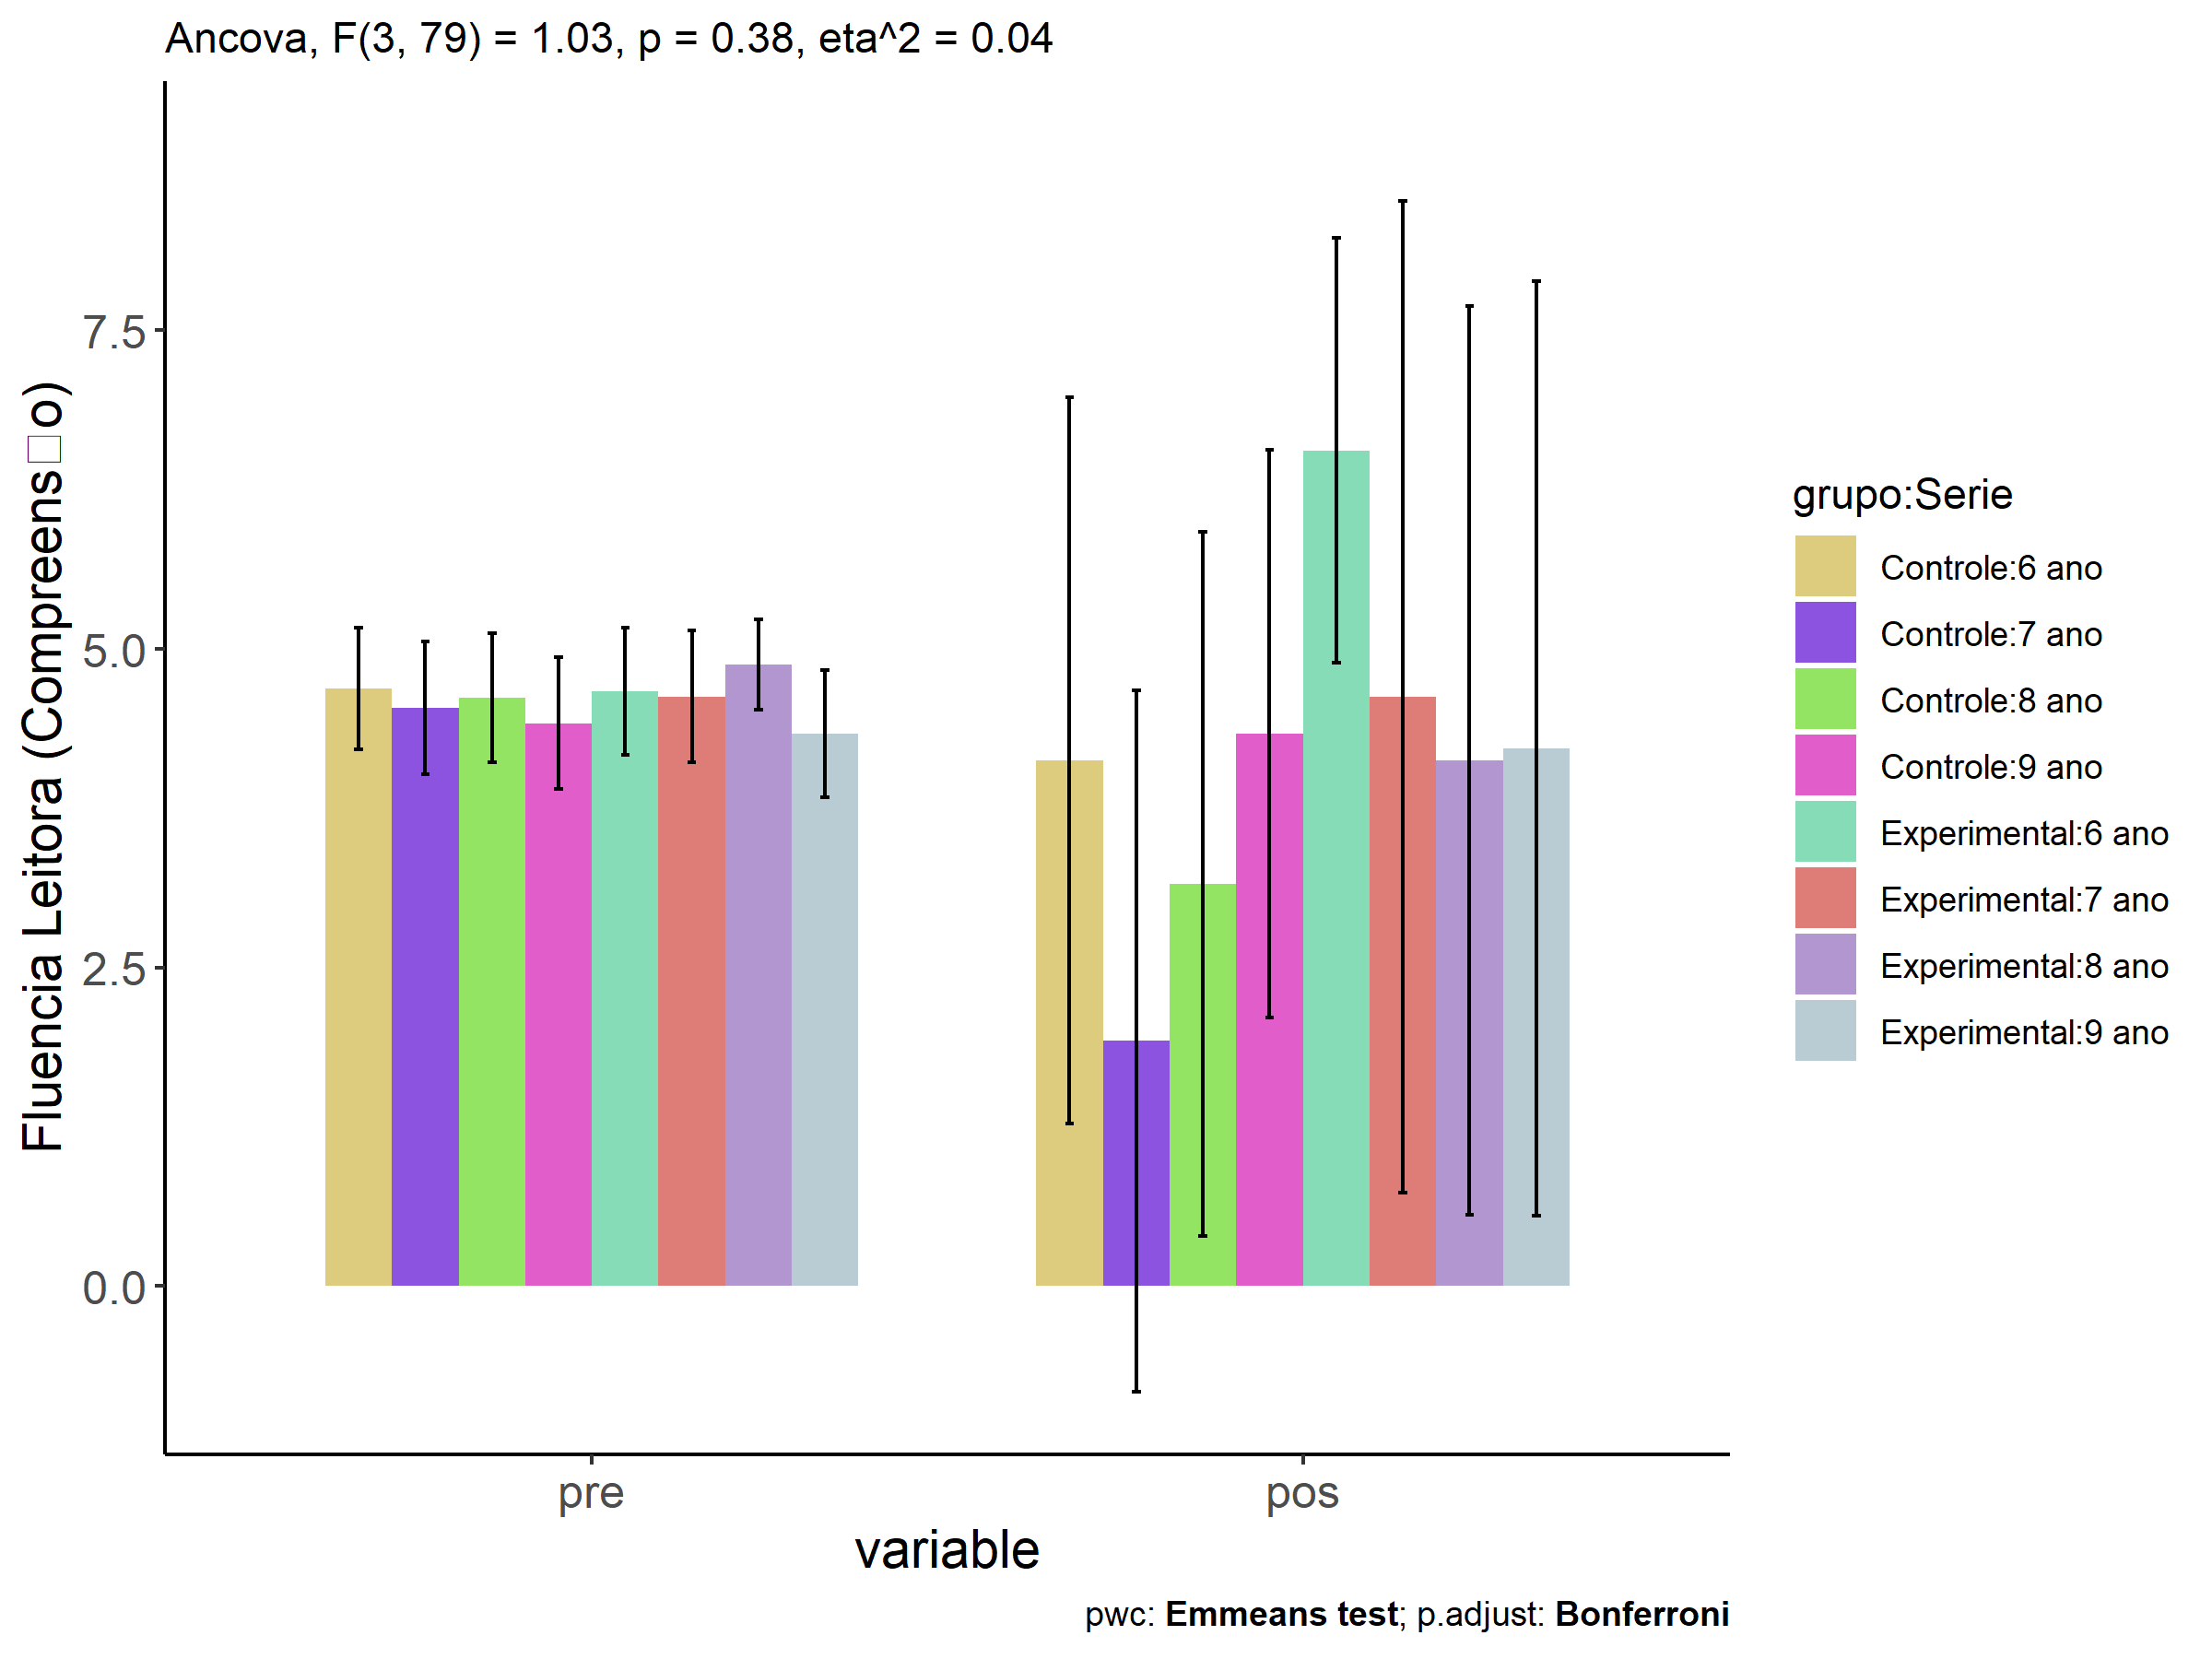 Ancova, F(3, 79) = 1.03, p = 0.38, eta^2 = 0.04
Fluencia Leitora (Compreens□o)
7.5
5.0
2.5
0.0
pre
pos
variable
grupo:Serie
Controle:6 ano
Controle:7 ano
Controle:8 ano
Controle:9 ano
Experimental:6 ano
Experimental:7 ano
Experimental:8 ano
Experimental:9 ano
pwc: Emmeans test; p.adjust: Bonferroni